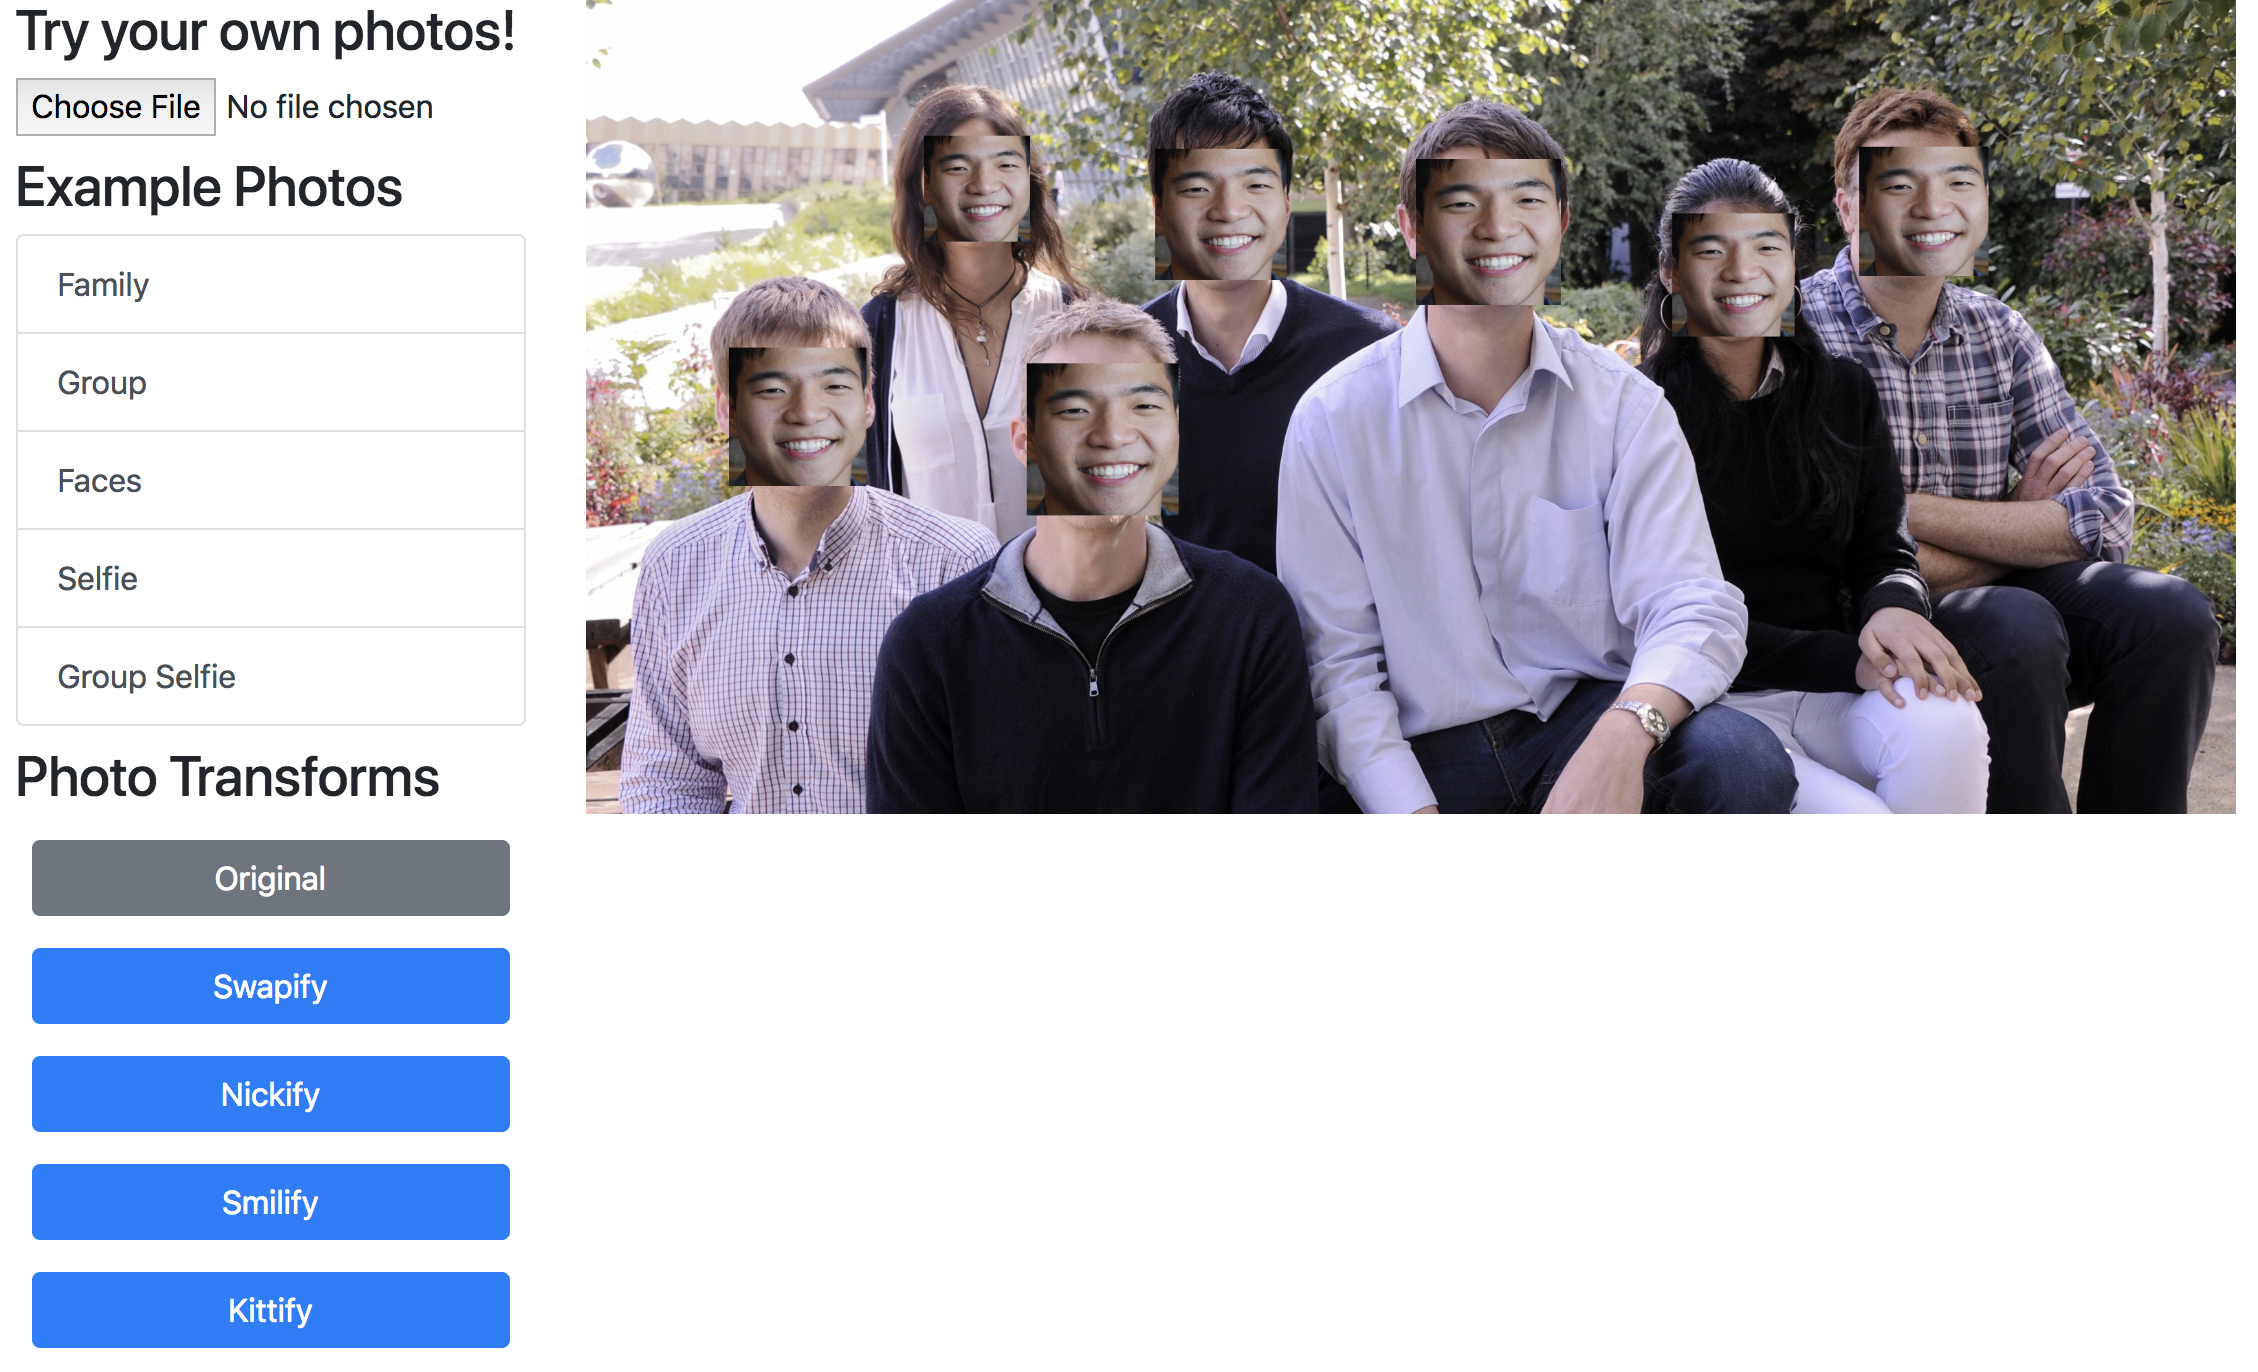 Try your own photos!
Choose File No file chosen
Example Photos
Family
Group
Faces
Selfie
Group Selfie
Photo Transforms
Original
Swapify
Nickify
Smilify
Kittify